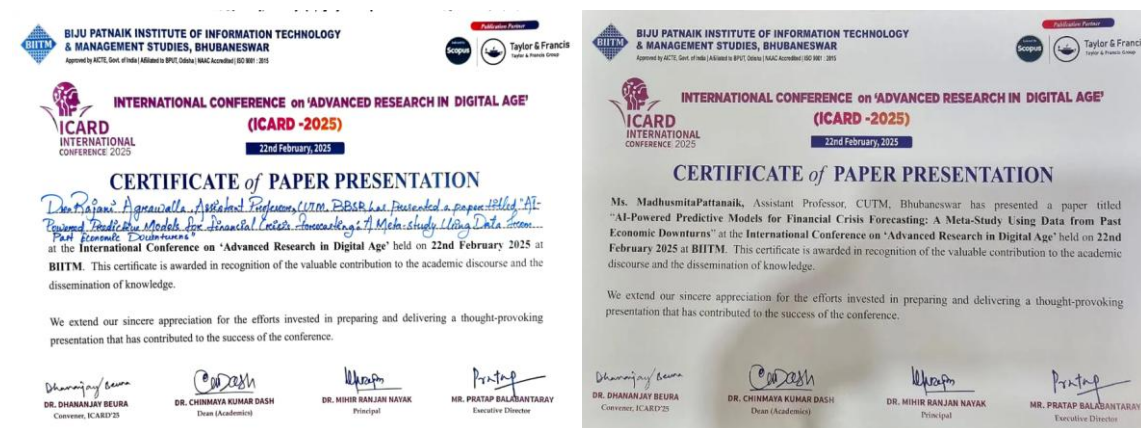 BIITM
BIJU PATNAIK INSTITUTE OF INFORMATION TECHNOLOGY
& MANAGEMENT STUDIES, BHUBANESWAR
Approved by AICTE, Govt. of India | Affiliated to BPUT, Odisha | NAAC Accredited | ISO 9001 : 2015
Publication Partner
Scopus
Taylor & Francis
Taylor & Francis Group
ICARD
INTERNATIONAL
CONFERENCE 2025
INTERNATIONAL CONFERENCE on 'ADVANCED RESEARCH IN DIGITAL AGE'
(ICARD -2025)
22nd February, 2025
CERTIFICATE of PAPER PRESENTATION
Rajani Agrawalla, Assistant Professor, CUTM, BBSR has Presented a paper titled "AI-
Powered Predictive Models for Financial Crisis Forecasting: A Meta-study Using Data from
Past Economic Downturns"
at the International Conference on 'Advanced Research in Digital Age' held on 22nd February 2025 at
BIITM. This certificate is awarded in recognition of the valuable contribution to the academic discourse and the
dissemination of knowledge.
We extend our sincere appreciation for the efforts invested in preparing and delivering a thought-provoking
presentation that has contributed to the success of the conference.
Dhananjay Beura
DR. DHANANJAY BEURA
Convener, ICARD'25
DR. CHINMAYA KUMAR DASH
Dean (Academics)
DR. MIHIR RANJAN NAYAK
Principal
Pratap
MR. PRATAP BALABANTARAY
Executive Director
BIITM
BIJU PATNAIK INSTITUTE OF INFORMATION TECHNOLOGY
& MANAGEMENT STUDIES, BHUBANESWAR
Approved by AICTE, Govt. of India | Affiliated to BPUT, Odisha | NAAC Accredited | ISO 9001 : 2015
Publication Partner
Scopus
Taylor & Franci
Taylor & Francis Group
ICARD
INTERNATIONAL
CONFERENCE 2025
INTERNATIONAL CONFERENCE on 'ADVANCED RESEARCH IN DIGITAL AGE'
(ICARD -2025)
22nd February, 2025
CERTIFICATE of PAPER PRESENTATION
Ms. MadhusmitaPattanaik, Assistant Professor, CUTM, Bhubaneswar has presented a paper titled
"AI-Powered Predictive Models for Financial Crisis Forecasting: A Meta-Study Using Data from Past
Economic Downturns" at the International Conference on 'Advanced Research in Digital Age' held on 22nd
February 2025 at BIITM. This certificate is awarded in recognition of the valuable contribution to the academic
discourse and the dissemination of knowledge.
We extend our sincere appreciation for the efforts invested in preparing and delivering a thought-provoking
presentation that has contributed to the success of the conference.
Dhananjay Beura
DR. DHANANJAY BEURA
Convener, ICARD'25
DR. CHINMAYA KUMAR DASH
Dean (Academics)
DR. MIHIR RANJAN NAYAK
Principal
Pratap
MR. PRATAP BALABANTARAY
Executive Director